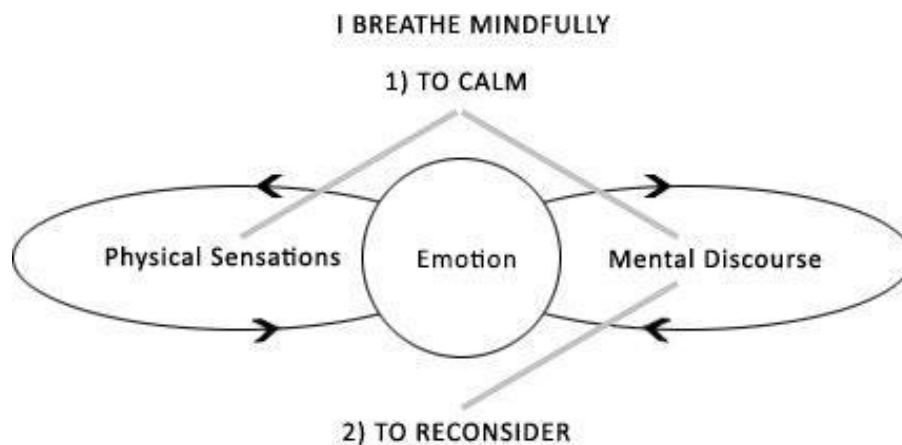 I BREATHE MINDFULLY
1) TO CALM
Physical Sensations
Emotion
Mental Discourse
2) TO RECONSIDER